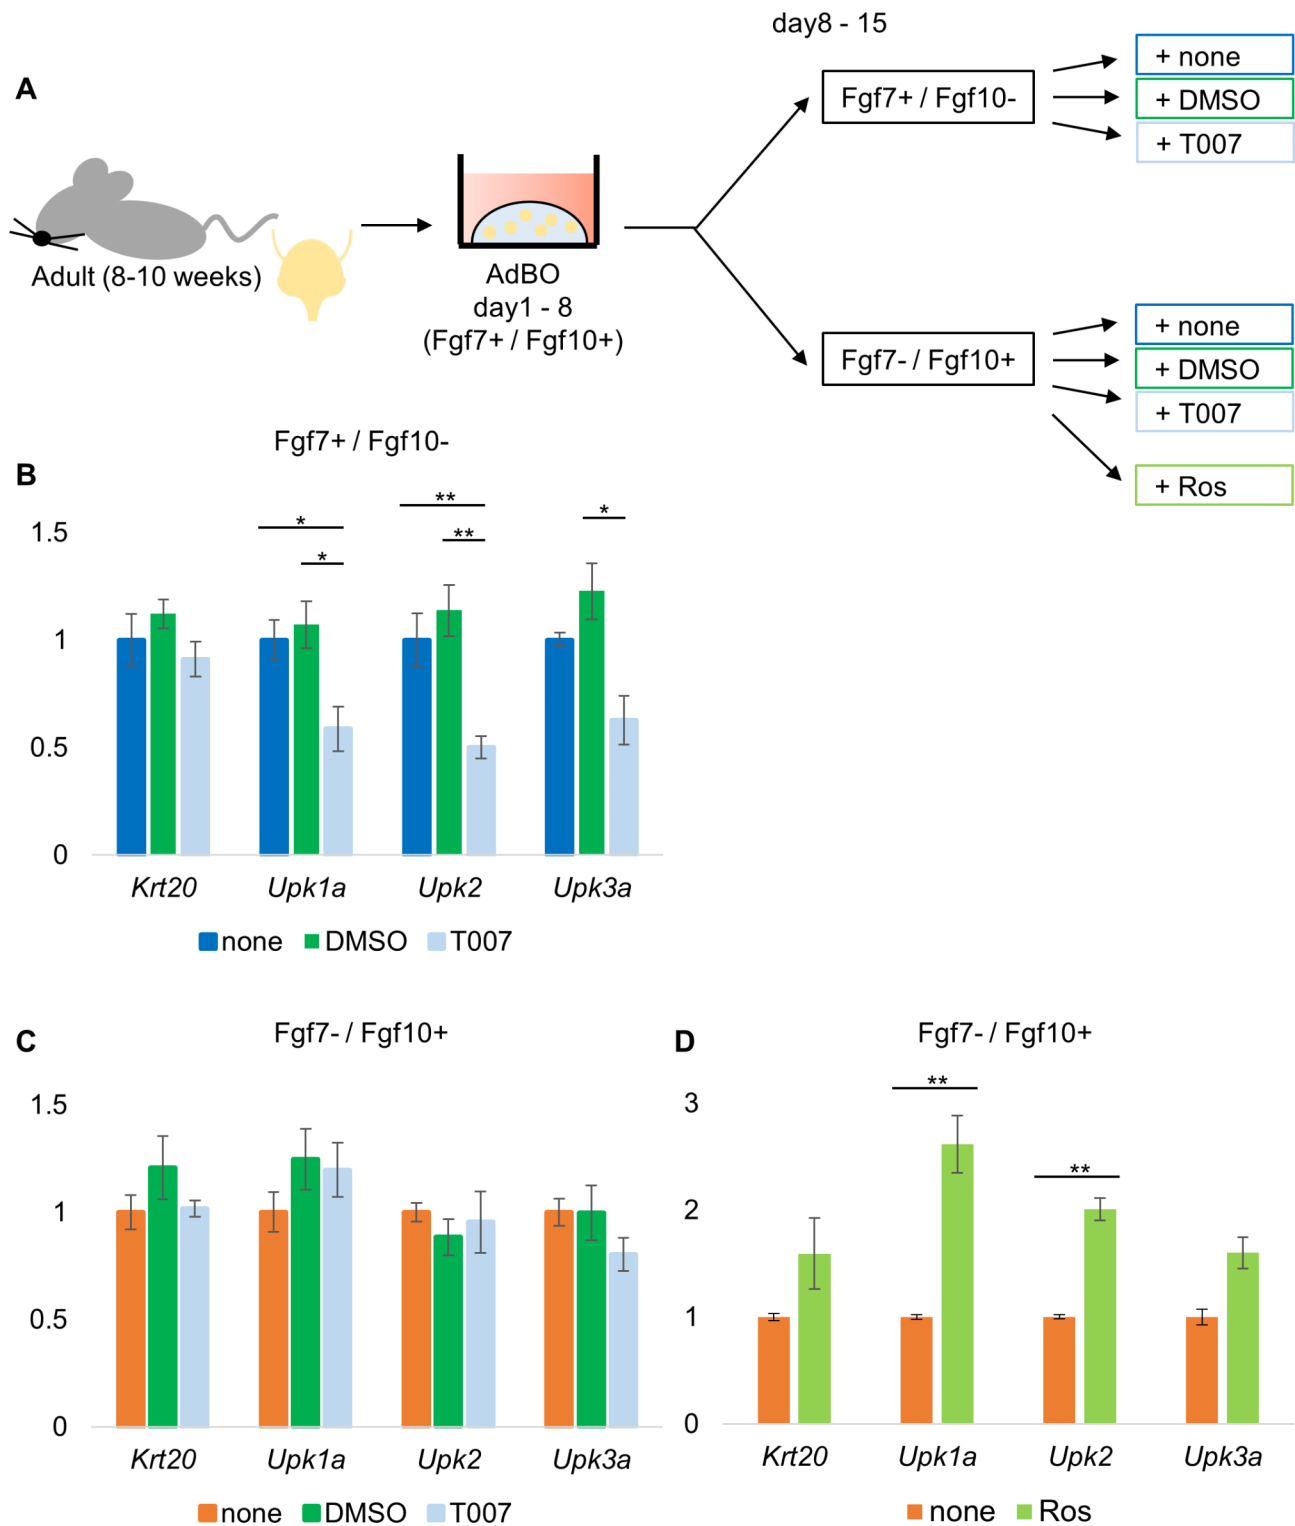 A
day8 - 15
Fgf7+ / Fgf10-
+ none
+ DMSO
+ T007
Adult (8-10 weeks)
AdBO
day1 - 8
(Fgf7+ / Fgf10+)
Fgf7- / Fgf10+
+ none
+ DMSO
+ T007
+ Ros
B
Fgf7+ / Fgf10-
1.5
1
0.5
0
* * ** ** *
Krt20 Upk1a Upk2 Upk3a
none DMSO T007
C
Fgf7- / Fgf10+
1.5
1
0.5
0
Krt20 Upk1a Upk2 Upk3a
none DMSO T007
D
Fgf7- / Fgf10+
3
2
1
0
** **
Krt20 Upk1a Upk2 Upk3a
none Ros